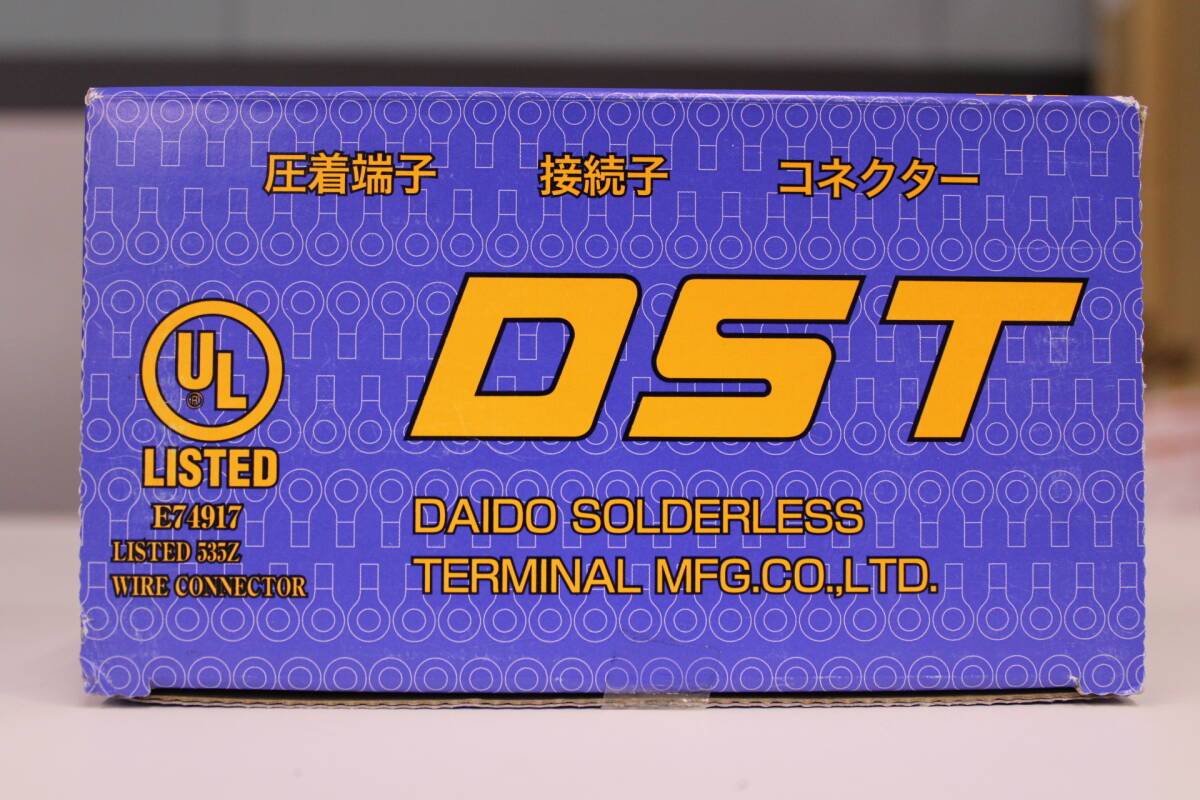 圧着端子 接続子 コネクター
DST
UL®
LISTED
E74917
LISTED 535Z
WIRE CONNECTOR
DAIDO SOLDERLESS
TERMINAL MFG.CO.,LTD.